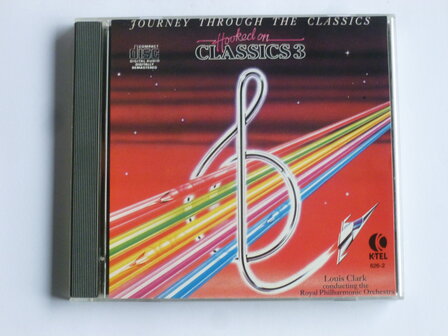 JOURNEY THROUGH THE CLASSICS
Hooked on
CLASSICS 3
COMPACT
disc
DIGITAL AUDIO
DIGITALLY
REMASTERED
K
K-TEL
626-2
Louis Clark
conducting the
Royal Philharmonic Orchestra